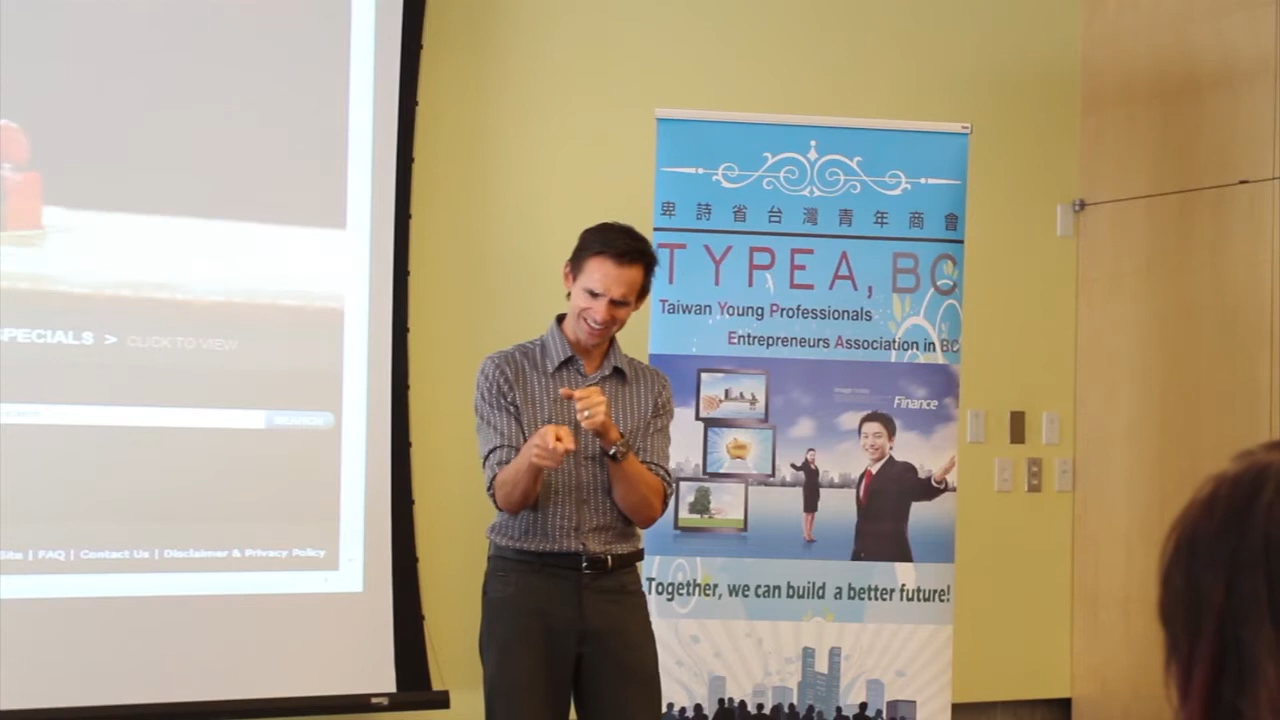 SPECIALS > CLICK TO VIEW
Site | FAQ | Contact Us | Disclaimer & Privacy Policy
卑詩省台灣青年商會
TYPEA, BC
Taiwan Young Professionals
Entrepreneurs Association in BC
Finance
Together, we can build a better future!